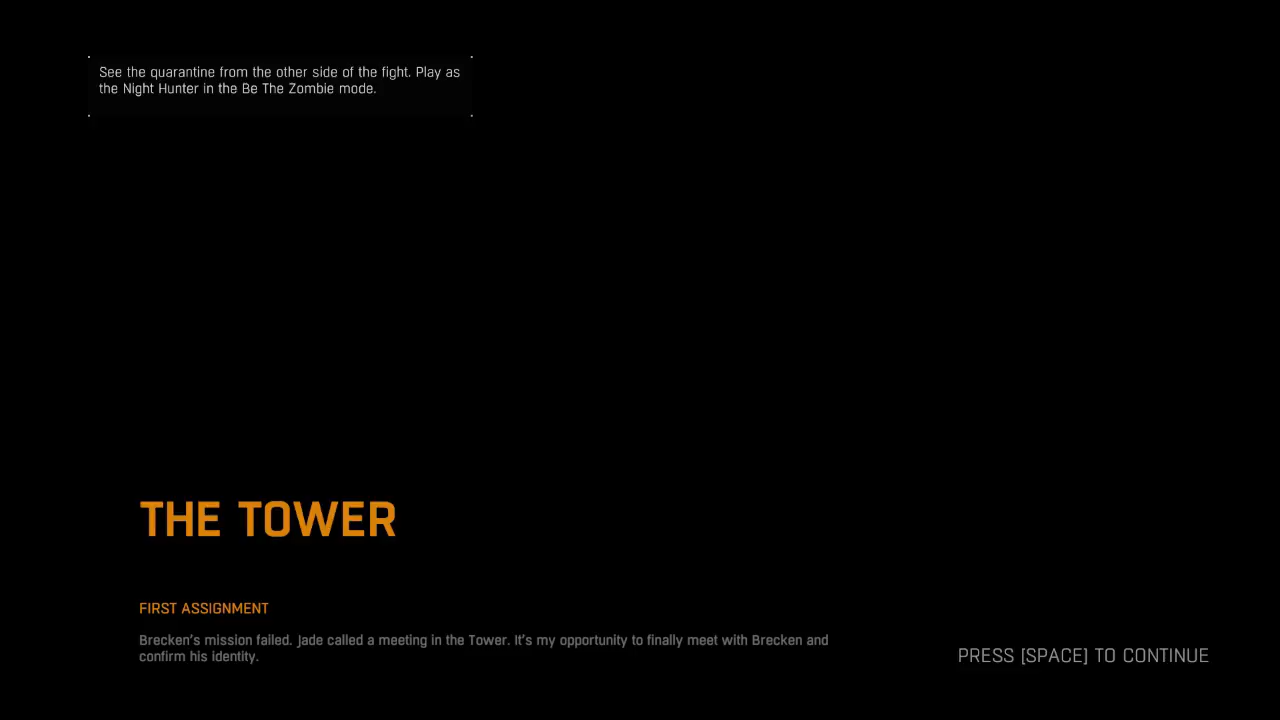 See the quarantine from the other side of the fight. Play as
the Night Hunter in the Be The Zombie mode.
THE TOWER
FIRST ASSIGNMENT
Brecken's mission failed. Jade called a meeting in the Tower. It's my opportunity to finally meet with Brecken and
confirm his identity.
PRESS [SPACE] TO CONTINUE